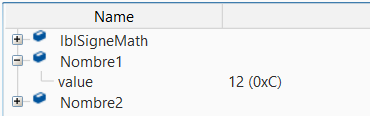 Name
lblSigneMath
Nombre1
value 12 (0xC)
Nombre2